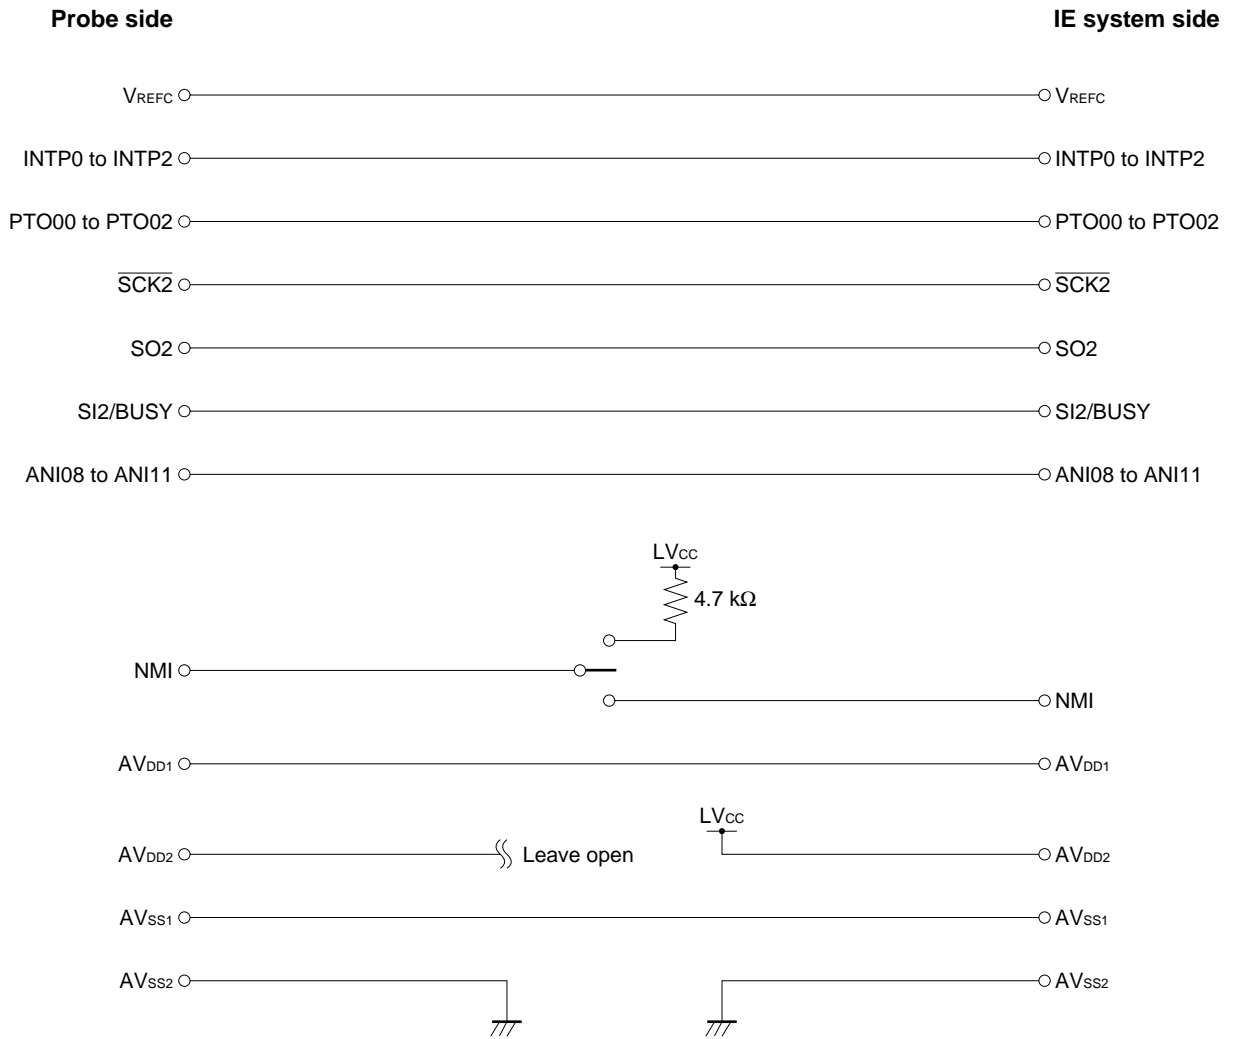 Probe side IE system side
VREFC VREFC
INTP0 to INTP2 INTP0 to INTP2
PTO00 to PTO02 PTO00 to PTO02
S̅C̅K̅2̅ S̅C̅K̅2̅
SO2 SO2
SI2/BUSY SI2/BUSY
ANI08 to ANI11 ANI08 to ANI11
LVCC
4.7 kΩ
NMI
NMI
AVDD1 AVDD1
LVCC
AVDD2 Leave open AVDD2
AVSS1 AVSS1
AVSS2 AVSS2